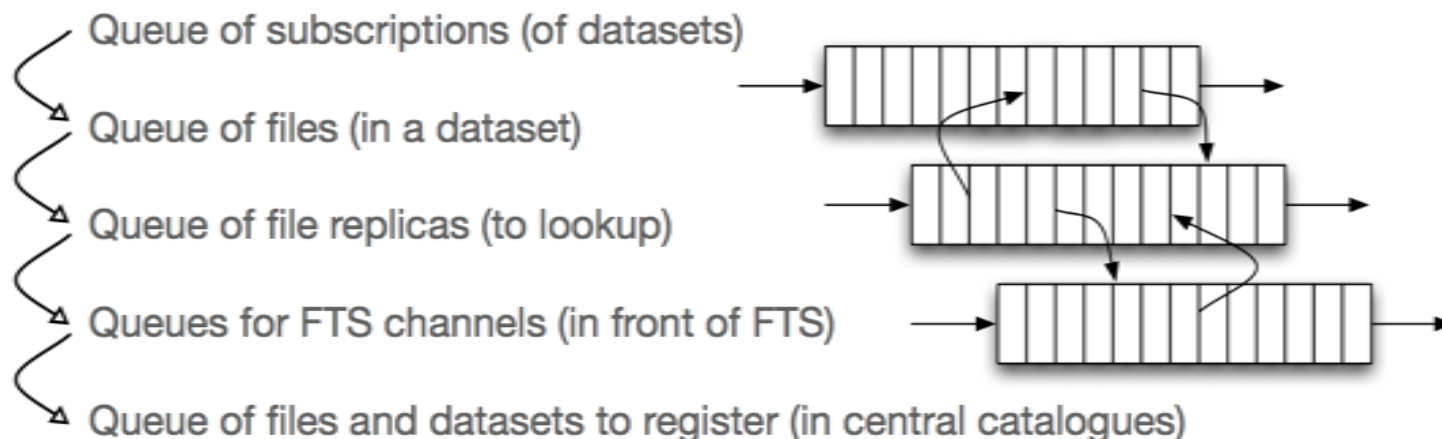 Queue of subscriptions (of datasets)
Queue of files (in a dataset)
Queue of file replicas (to lookup)
Queues for FTS channels (in front of FTS)
Queue of files and datasets to register (in central catalogues)